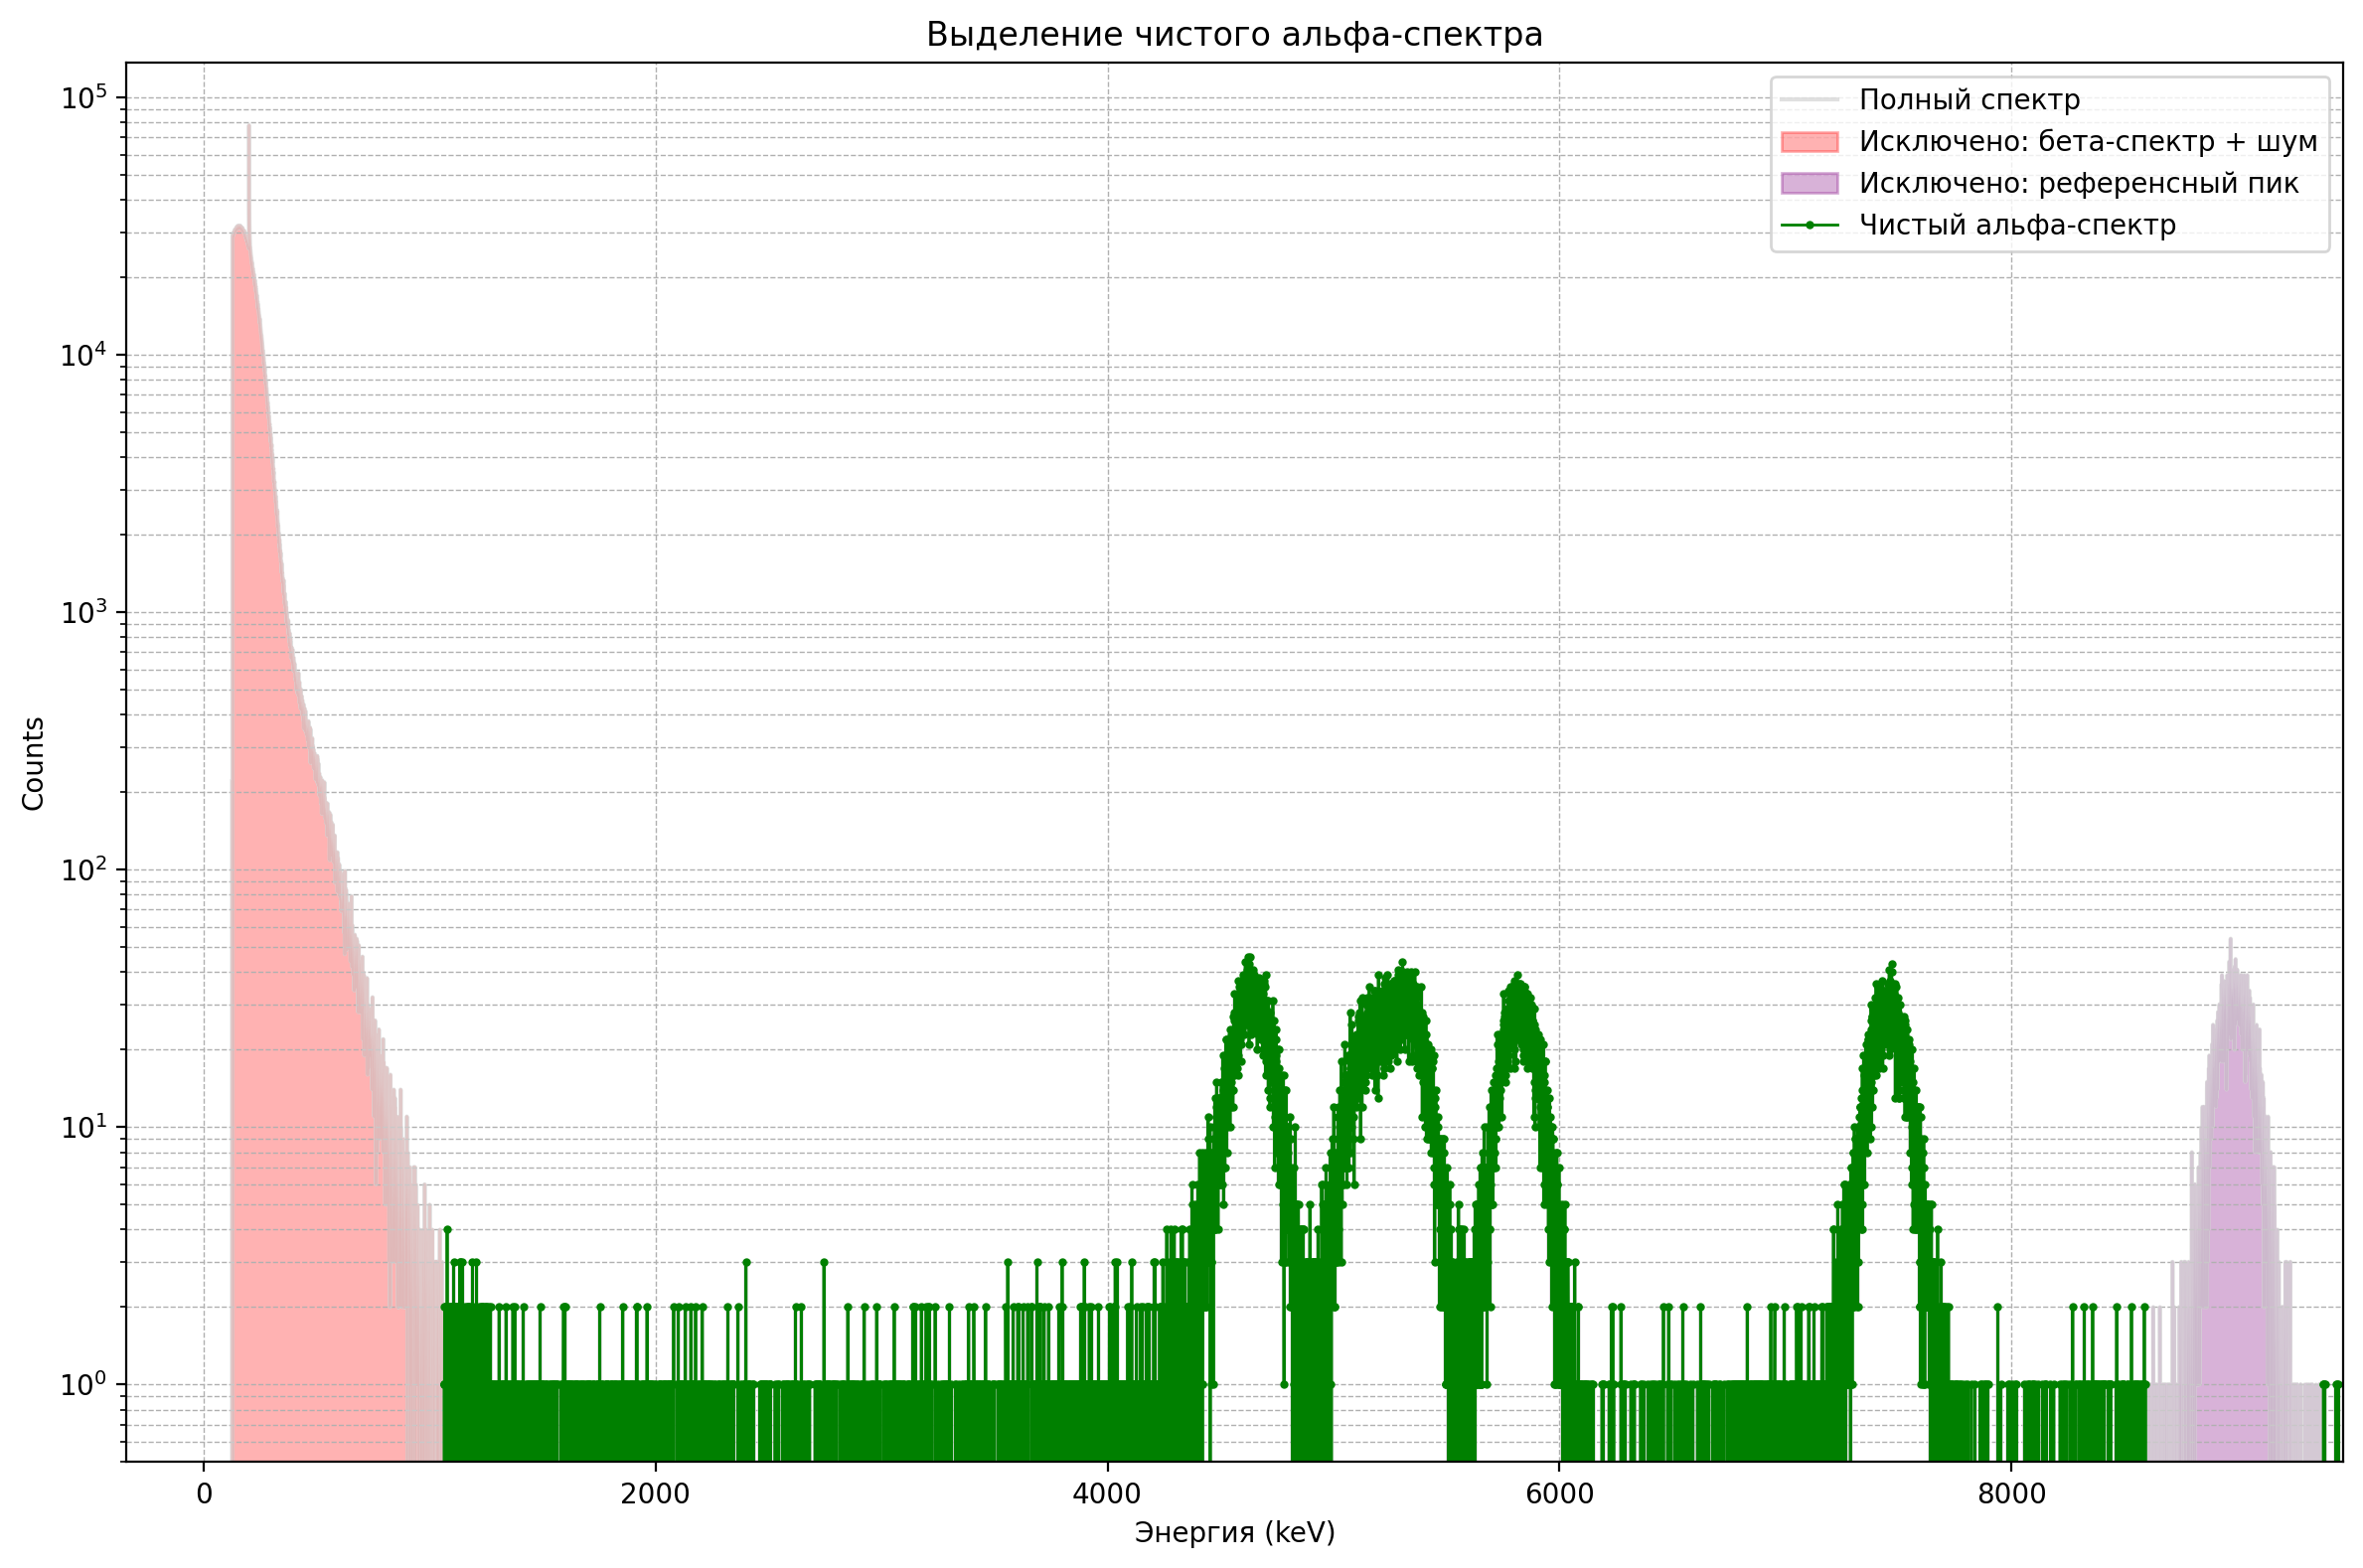 Выделение чистого альфа-спектра
10⁵
10⁴
10³
10²
10¹
10⁰
Counts
Полный спектр
Исключено: бета-спектр + шум
Исключено: референсный пик
Чистый альфа-спектр
0 2000 4000 6000 8000
Энергия (keV)